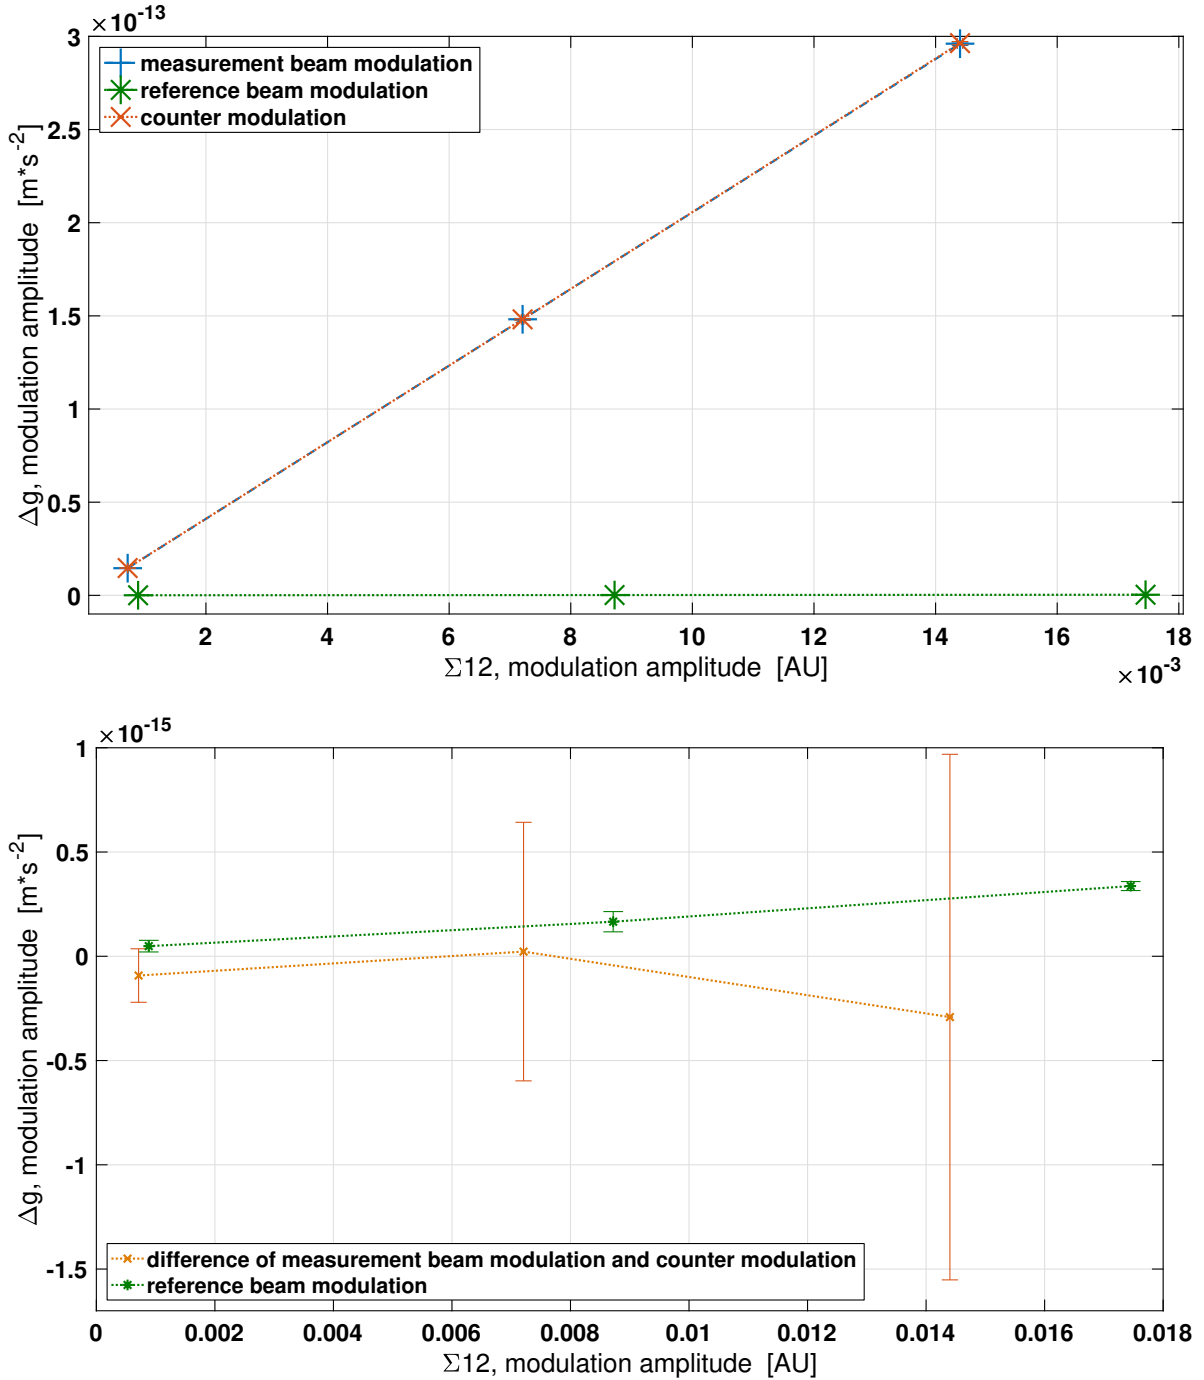 ×10^-13
3
2.5
2
1.5
1
0.5
0
Δg, modulation amplitude [m*s^-2]
measurement beam modulation
reference beam modulation
counter modulation
2 4 6 8 10 12 14 16 18
Σ12, modulation amplitude [AU]
×10^-3
×10^-15
1
0.5
0
-0.5
-1
-1.5
Δg, modulation amplitude [m*s^-2]
difference of measurement beam modulation and counter modulation
reference beam modulation
0 0.002 0.004 0.006 0.008 0.01 0.012 0.014 0.016 0.018
Σ12, modulation amplitude [AU]